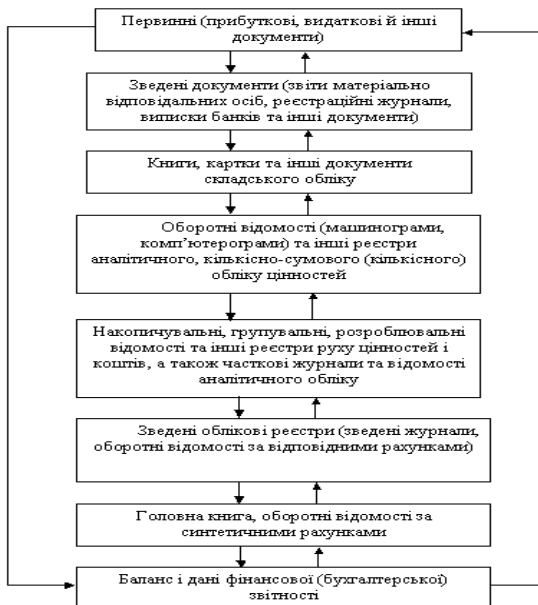 Первинні (прибуткові, видаткові й інші
документи)
Зведені документи (звіти матеріально
відповідальних осіб, реєстраційні журнали,
виписки банків та інші документи)
Книги, картки та інші документи
складського обліку
Оборотні відомості (машинограми,
комп’ютерограми) та інші реєстри
аналітичного, кількісно-сумового (кількісного)
обліку цінностей
Накопичувальні, групувальні, розроблювальні
відомості та інші реєстри руху цінностей і
коштів, а також часткові журнали та відомості
аналітичного обліку
Зведені облікові реєстри (зведені журнали,
оборотні відомості за відповідними рахунками)
Головна книга, оборотні відомості за
синтетичними рахунками
Баланс і дані фінансової (бухгалтерської)
звітності